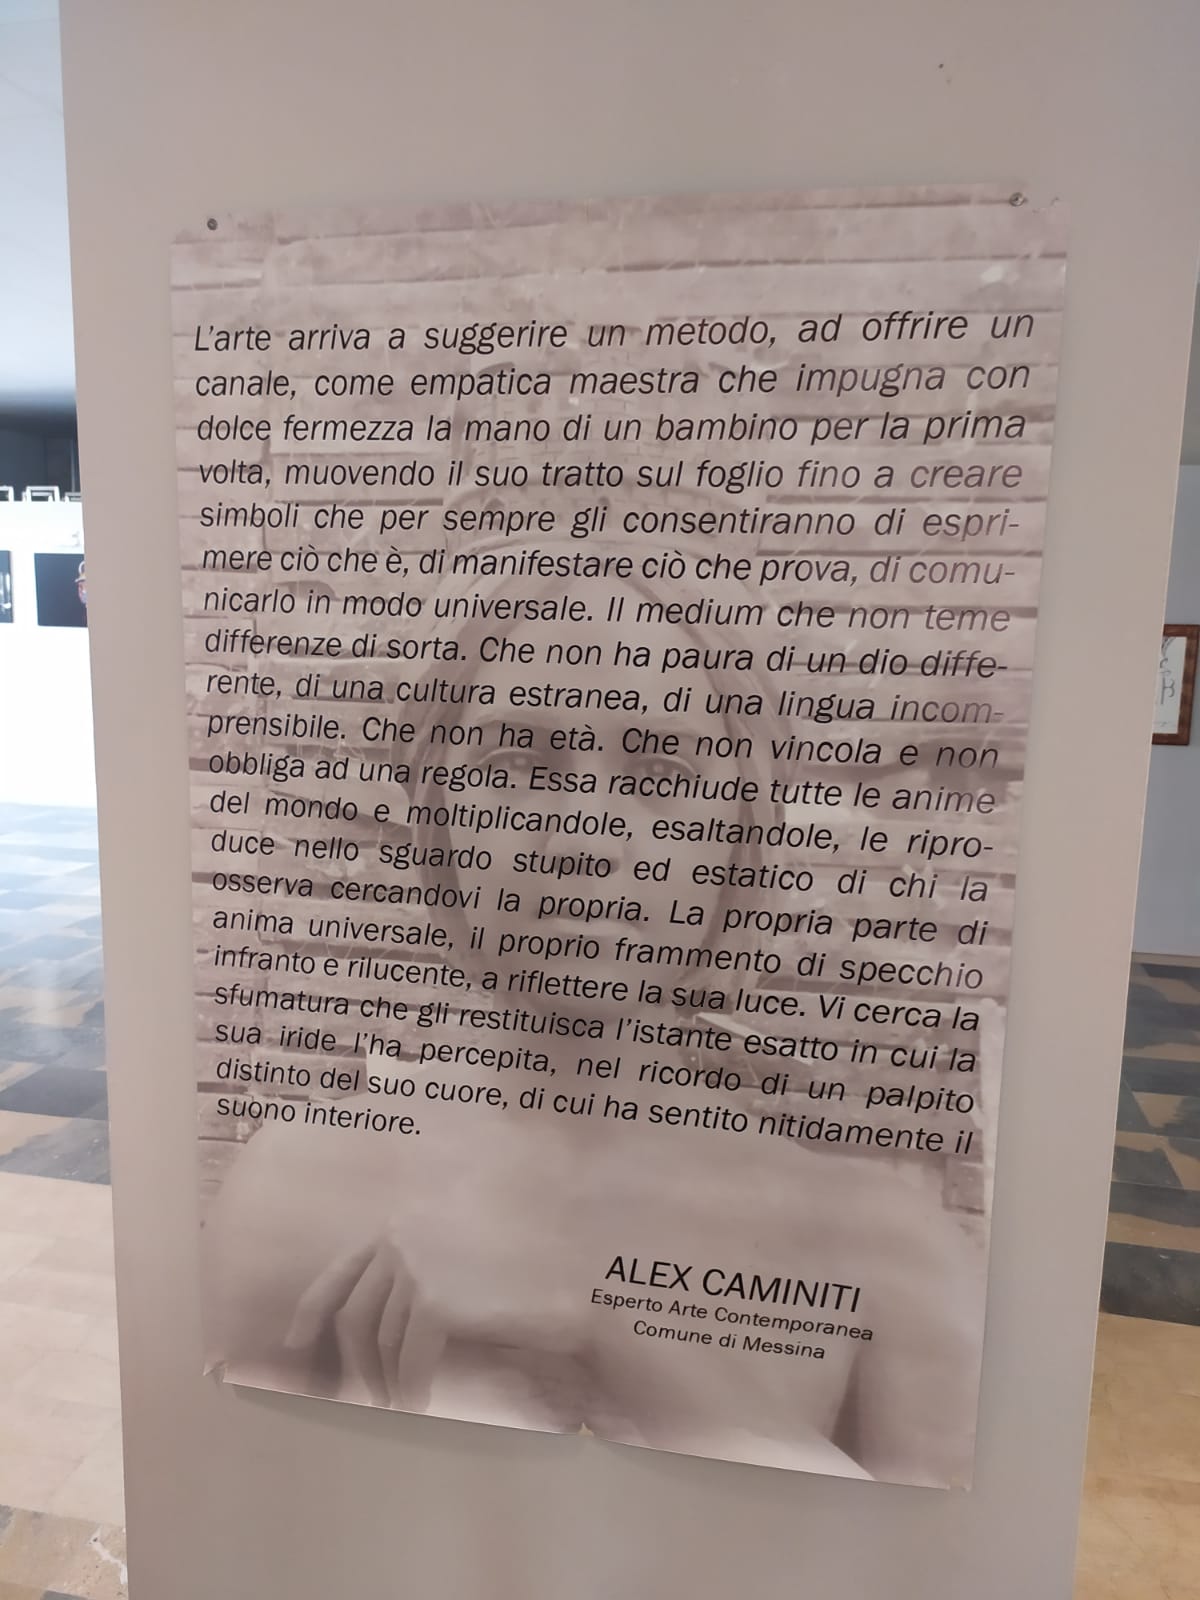 L'arte arriva a suggerire un metodo, ad offrire un
canale, come empatica maestra che impugna con
dolce fermezza la mano di un bambino per la prima
volta, muovendo il suo tratto sul foglio fino a creare
simboli che per sempre gli consentiranno di espri-
mere ciò che è, di manifestare ciò che prova, di comu-
nicarlo in modo universale. Il medium che non teme
differenze di sorta. Che non ha paura di un dio diffe-
rente, di una cultura estranea, di una lingua incom-
prensibile. Che non ha età. Che non vincola e non
obbliga ad una regola. Essa racchiude tutte le anime
del mondo e moltiplicandole, esaltandole, le ripro-
duce nello sguardo stupito ed estatico di chi la
osserva cercandovi la propria. La propria parte di
anima universale, il proprio frammento di specchio
infranto e rilucente, a riflettere la sua luce. Vi cerca la
sfumatura che gli restituisca l'istante esatto in cui la
sua iride l'ha percepita, nel ricordo di un palpito
distinto del suo cuore, di cui ha sentito nitidamente il
suono interiore.
ALEX CAMINITI
Esperto Arte Contemporanea
Comune di Messina